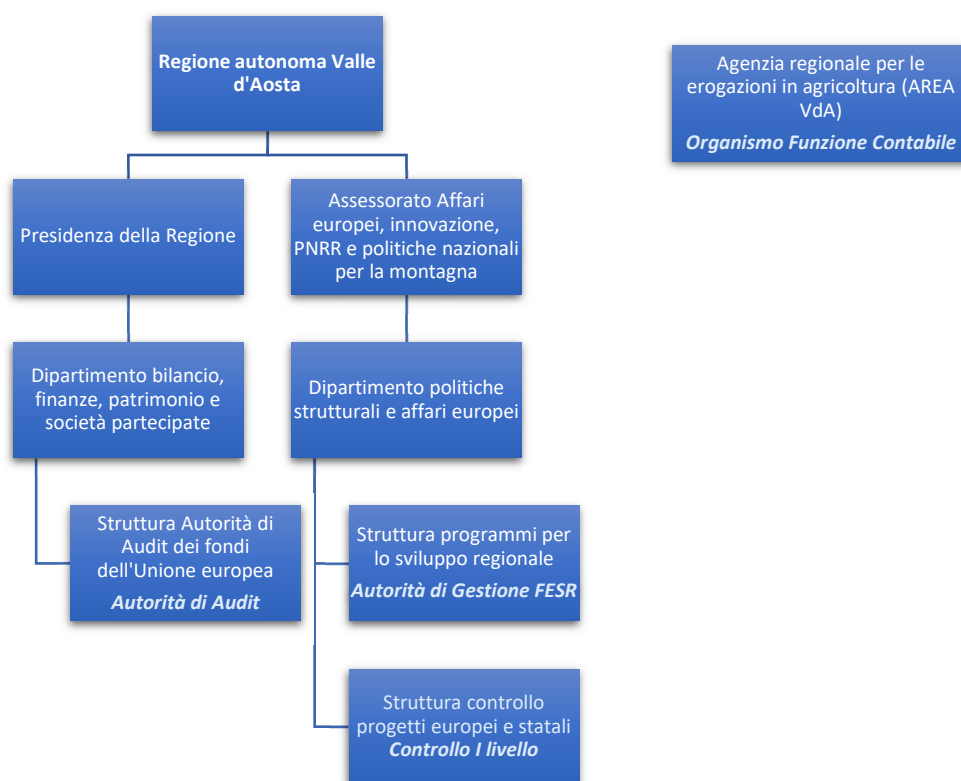 Regione autonoma Valle
d'Aosta
Agenzia regionale per le
erogazioni in agricoltura (AREA
VdA)
Organismo Funzione Contabile
Presidenza della Regione
Assessorato Affari
europei, innovazione,
PNRR e politiche nazionali
per la montagna
Dipartimento bilancio,
finanze, patrimonio e
società partecipate
Dipartimento politiche
strutturali e affari europei
Struttura Autorità di
Audit dei fondi
dell'Unione europea
Autorità di Audit
Struttura programmi per
lo sviluppo regionale
Autorità di Gestione FESR
Struttura controllo
progetti europei e statali
Controllo I livello